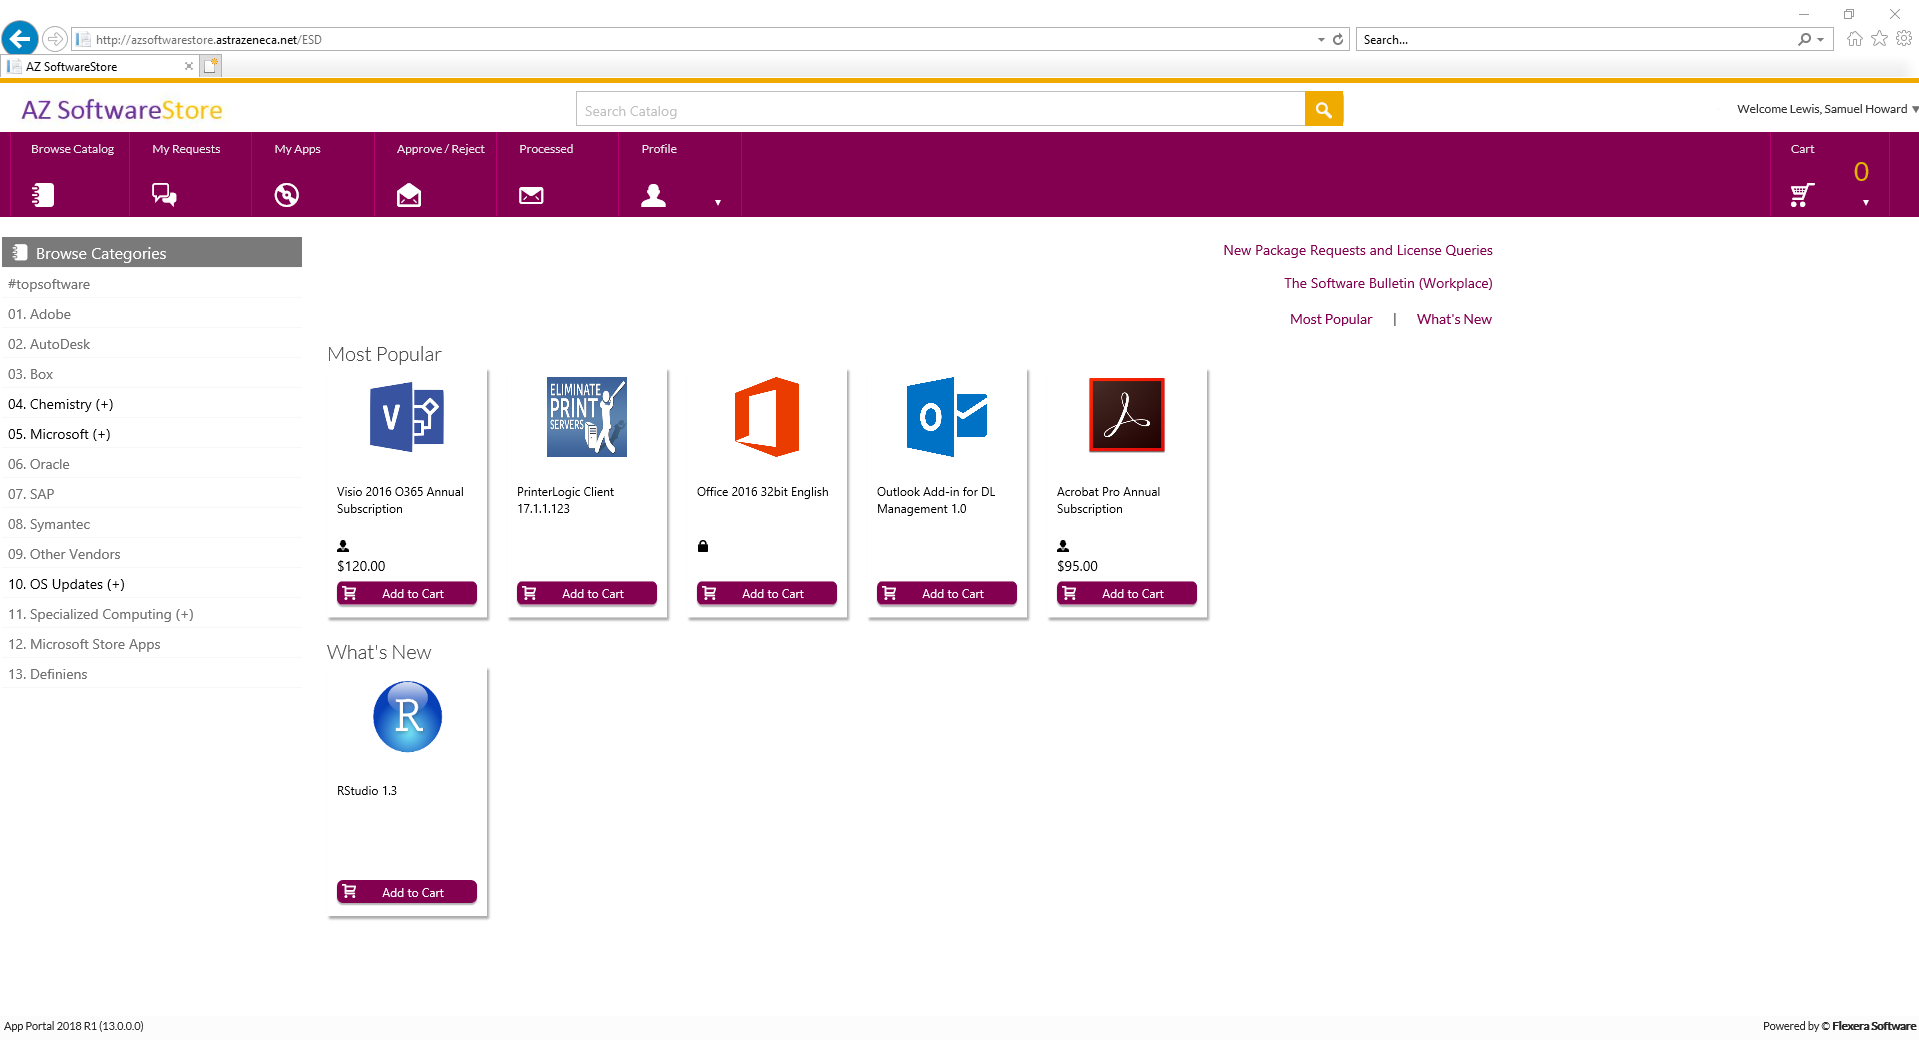 http://azsoftwarestore.astrazeneca.net/ESD
Search...
AZ SoftwareStore
AZ SoftwareStore
Search Catalog
Welcome Lewis, Samuel Howard
Browse Catalog
My Requests
My Apps
Approve / Reject
Processed
Profile
Cart
0
Browse Categories
#topsoftware
01. Adobe
02. AutoDesk
03. Box
04. Chemistry (+)
05. Microsoft (+)
06. Oracle
07. SAP
08. Symantec
09. Other Vendors
10. OS Updates (+)
11. Specialized Computing (+)
12. Microsoft Store Apps
13. Definiens
New Package Requests and License Queries
The Software Bulletin (Workplace)
Most Popular | What's New
Most Popular
V
Visio 2016 O365 Annual
Subscription
$120.00
Add to Cart
ELIMINATE
PRINT
SERVERS
PrinterLogic Client
17.1.1.123
Add to Cart
Office 2016 32bit English
Add to Cart
O
Outlook Add-in for DL
Management 1.0
Add to Cart
Acrobat Pro Annual
Subscription
$95.00
Add to Cart
What's New
R
RStudio 1.3
Add to Cart
App Portal 2018 R1 (13.0.0.0)
Powered by © Flexera Software